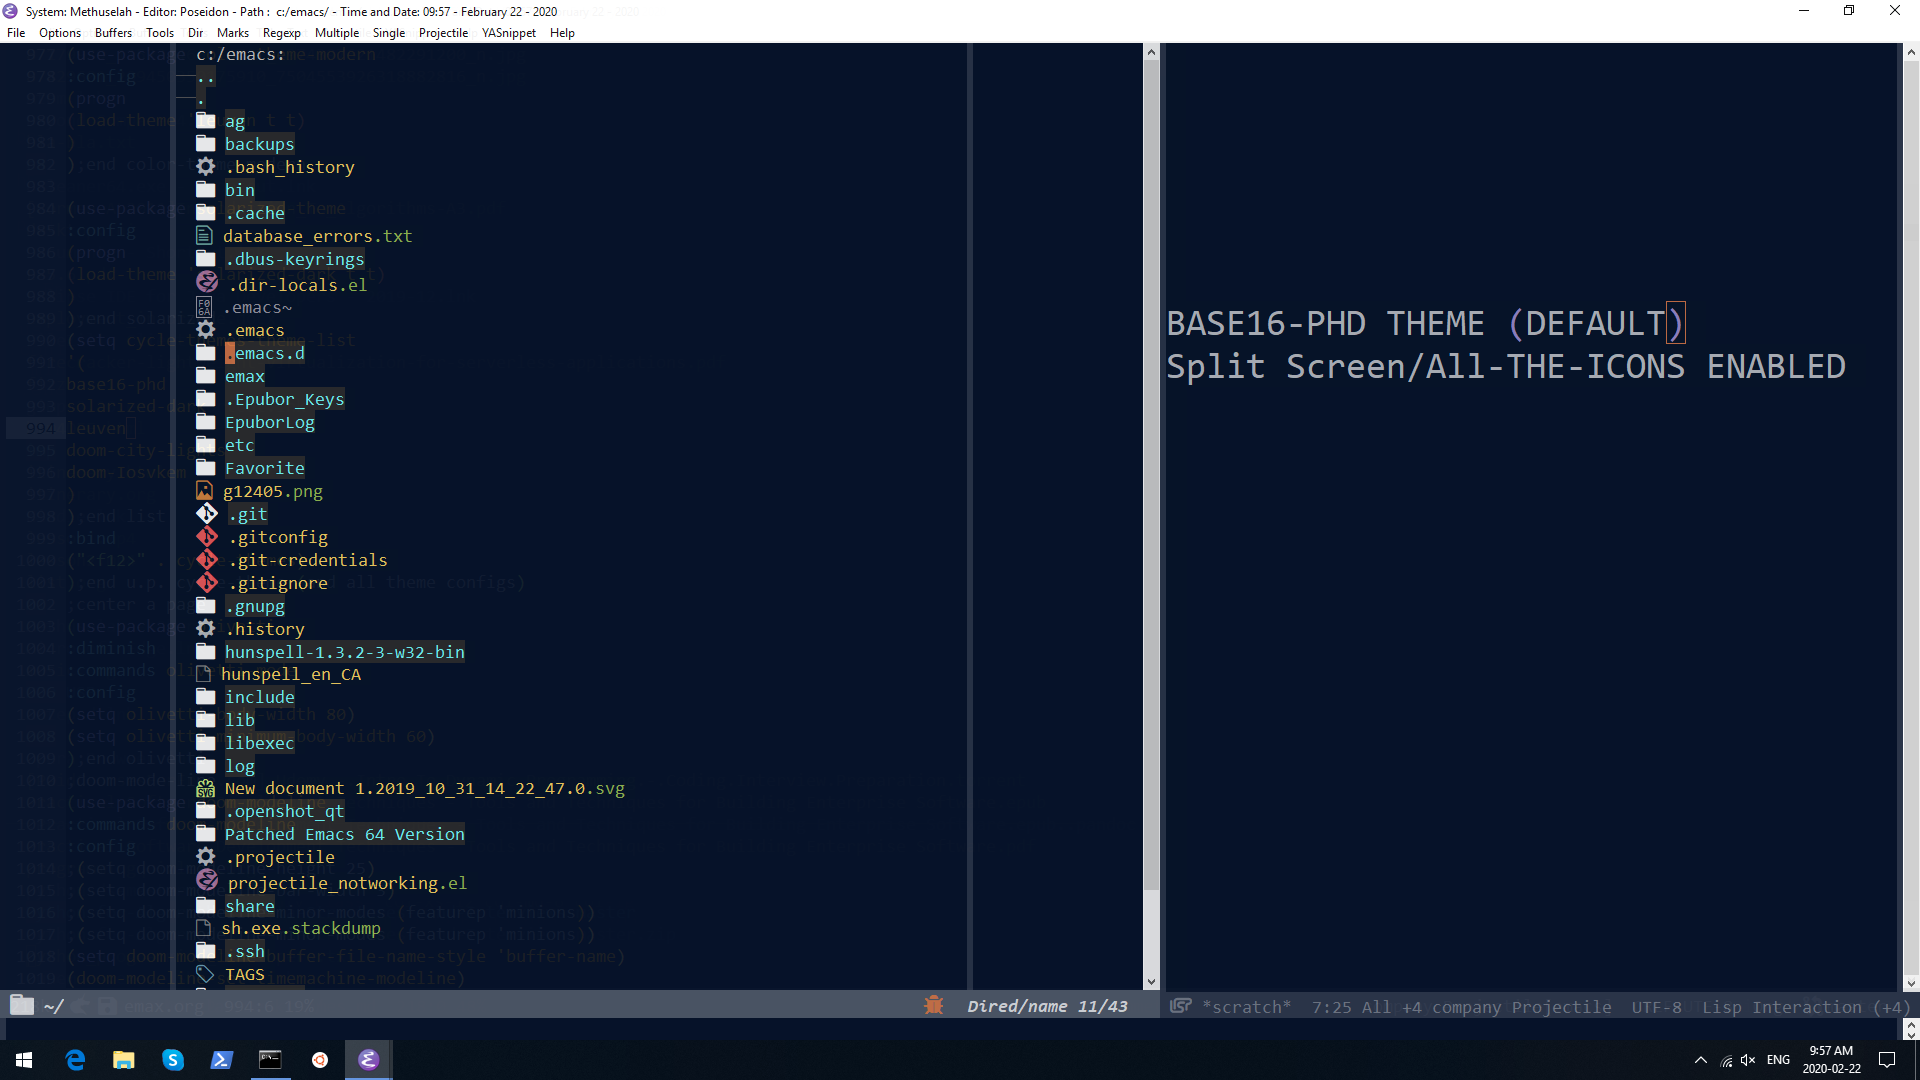 System: Methuselah - Editor: Poseidon - Path : c:/emacs/ - Time and Date: 09:57 - February 22 - 2020
File Options Buffers Tools Dir Marks Regexp Multiple Single Projectile YASnippet Help
c:/emacs:
..
.
ag
backups
.bash_history
bin
.cache
database_errors.txt
.dbus-keyrings
.dir-locals.el
F0
6A
.emacs~
.emacs
.emacs.d
emax
.Epubor_Keys
EpuborLog
etc
Favorite
g12405.png
.git
.gitconfig
.git-credentials
.gitignore
.gnupg
.history
hunspell-1.3.2-3-w32-bin
hunspell_en_CA
include
lib
libexec
log
SVG New document 1.2019_10_31_14_22_47.0.svg
.openshot_qt
Patched Emacs 64 Version
.projectile
projectile_notworking.el
share
sh.exe.stackdump
.ssh
TAGS
~/ Dired/name 11/43
BASE16-PHD THEME (DEFAULT)
Split Screen/All-THE-ICONS ENABLED
*scratch* 7:25 All +4 company Projectile UTF-8 Lisp Interaction (+4)
ENG
9:57 AM
2020-02-22